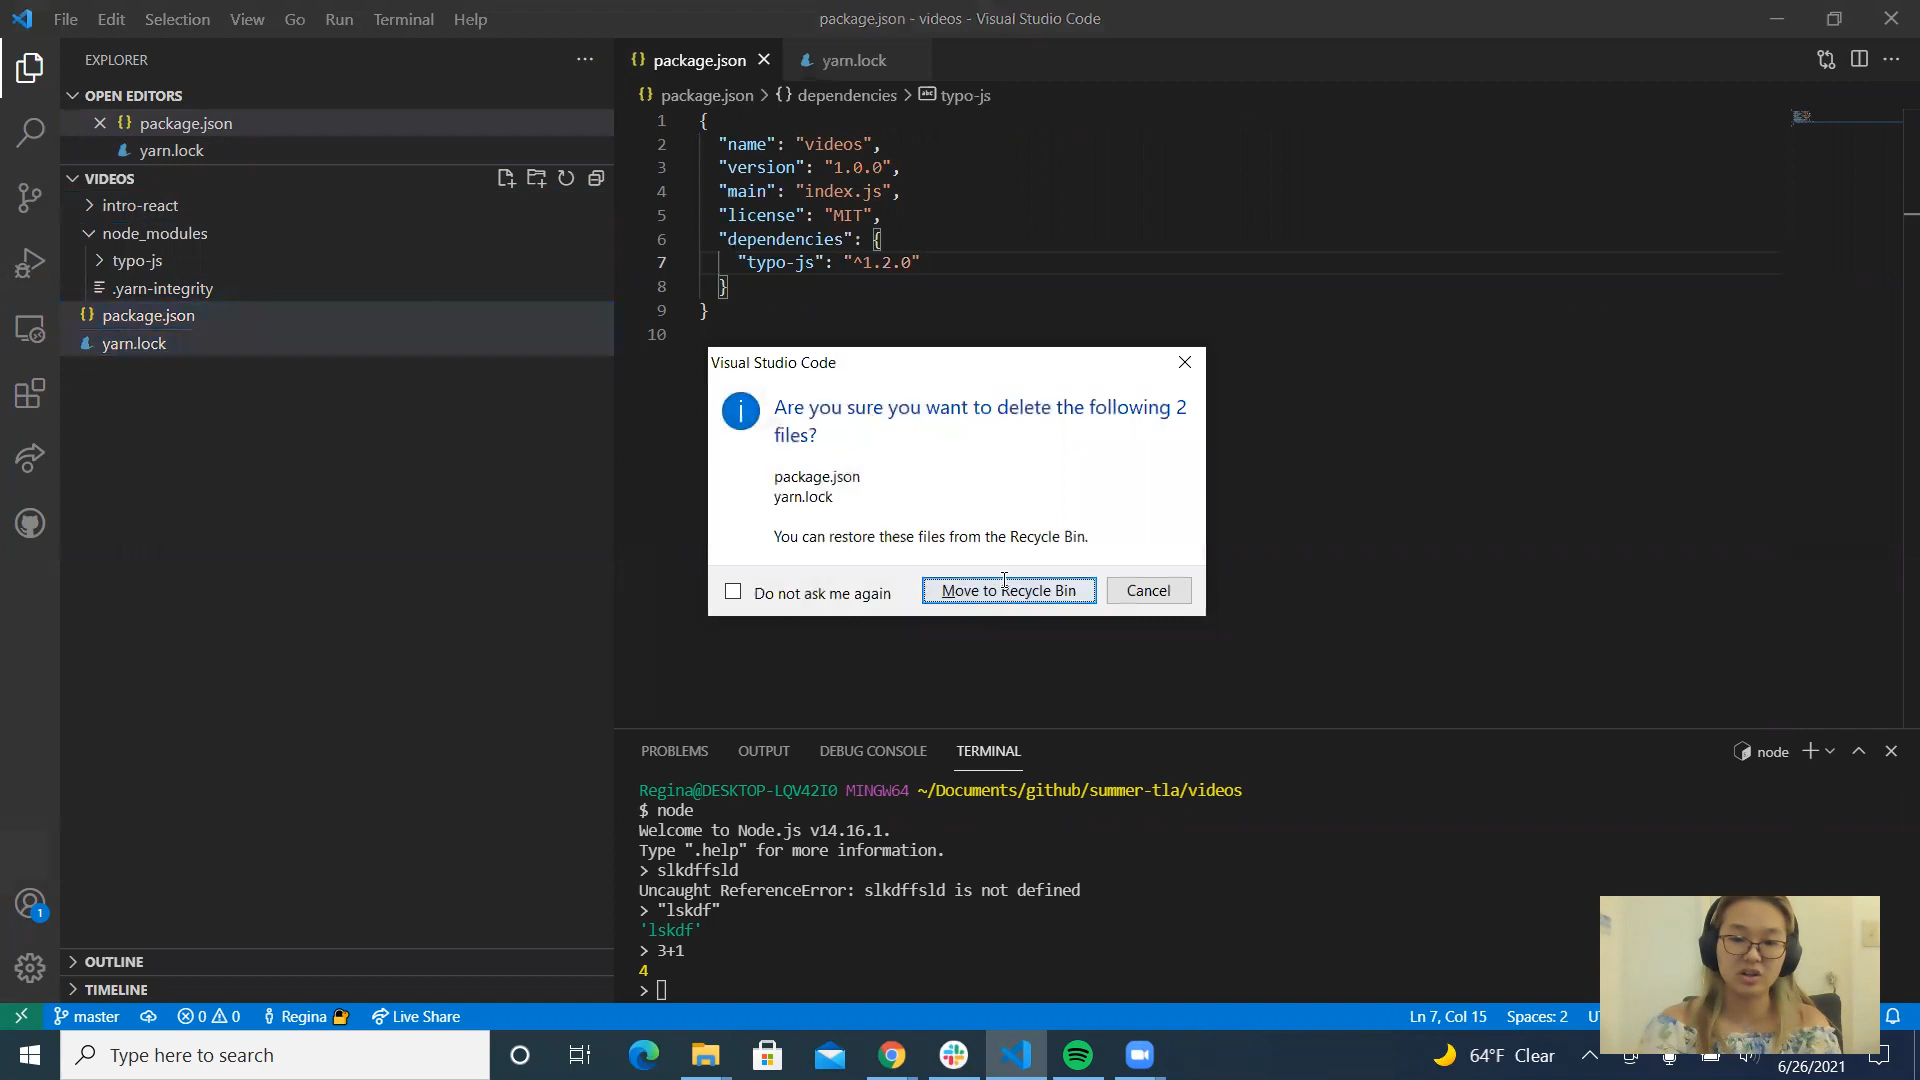 File Edit Selection View Go Run Terminal Help
package.json - videos - Visual Studio Code
EXPLORER
OPEN EDITORS
package.json
yarn.lock
VIDEOS
intro-react
node_modules
typo-js
.yarn-integrity
package.json
yarn.lock
OUTLINE
TIMELINE
package.json
yarn.lock
package.json > {} dependencies > abc typo-js
1 {
2 "name": "videos",
3 "version": "1.0.0",
4 "main": "index.js",
5 "license": "MIT",
6 "dependencies": {
7 "typo-js": "^1.2.0"
8 }
9 }
10
Visual Studio Code
Are you sure you want to delete the following 2
files?
package.json
yarn.lock
You can restore these files from the Recycle Bin.
Do not ask me again
Move to Recycle Bin
Cancel
PROBLEMS OUTPUT DEBUG CONSOLE TERMINAL
node
Regina@DESKTOP-LQV42I0 MINGW64 ~/Documents/github/summer-tla/videos
$ node
Welcome to Node.js v14.16.1.
Type ".help" for more information.
> slkdffsld
Uncaught ReferenceError: slkdffsld is not defined
> "lskdf"
'lskdf'
> 3+1
4
>
1
master 0 0 Regina Live Share
Ln 7, Col 15 Spaces: 2
Type here to search
64°F Clear
6/26/2021